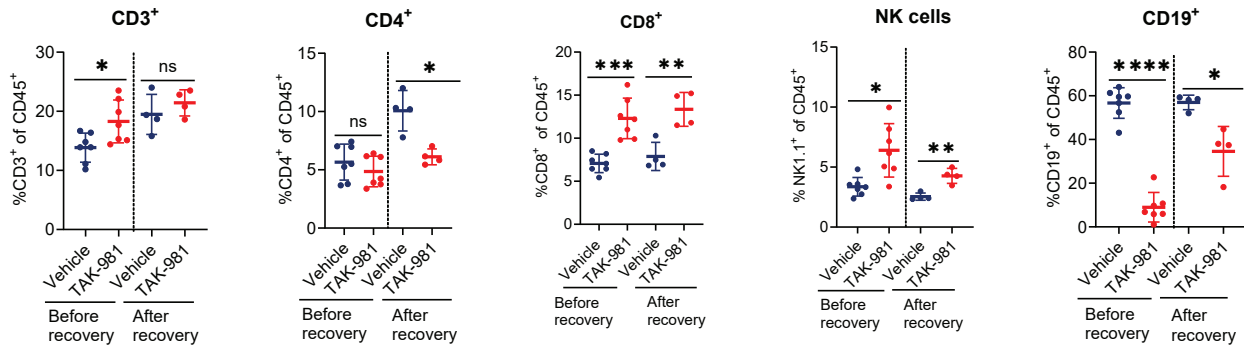 CD3+
* ns
%CD3+ of CD45+
30
20
10
0
Vehicle
TAK-981
Vehicle
TAK-981
Before
recovery
After
recovery
CD4+
ns *
%CD4+ of CD45+
15
10
5
0
Vehicle
TAK-981
Vehicle
TAK-981
Before
recovery
After
recovery
CD8+
*** **
%CD8+ of CD45+
20
15
10
5
0
Vehicle
TAK-981
Vehicle
TAK-981
Before
recovery
After
recovery
NK cells
*
**
% NK1.1+ of CD45+
15
10
5
0
Vehicle
TAK-981
Vehicle
TAK-981
Before
recovery
After
recovery
CD19+
**** *
%CD19+ of CD45+
80
60
40
20
0
Vehicle
TAK-981
Vehicle
TAK-981
Before
recovery
After
recovery